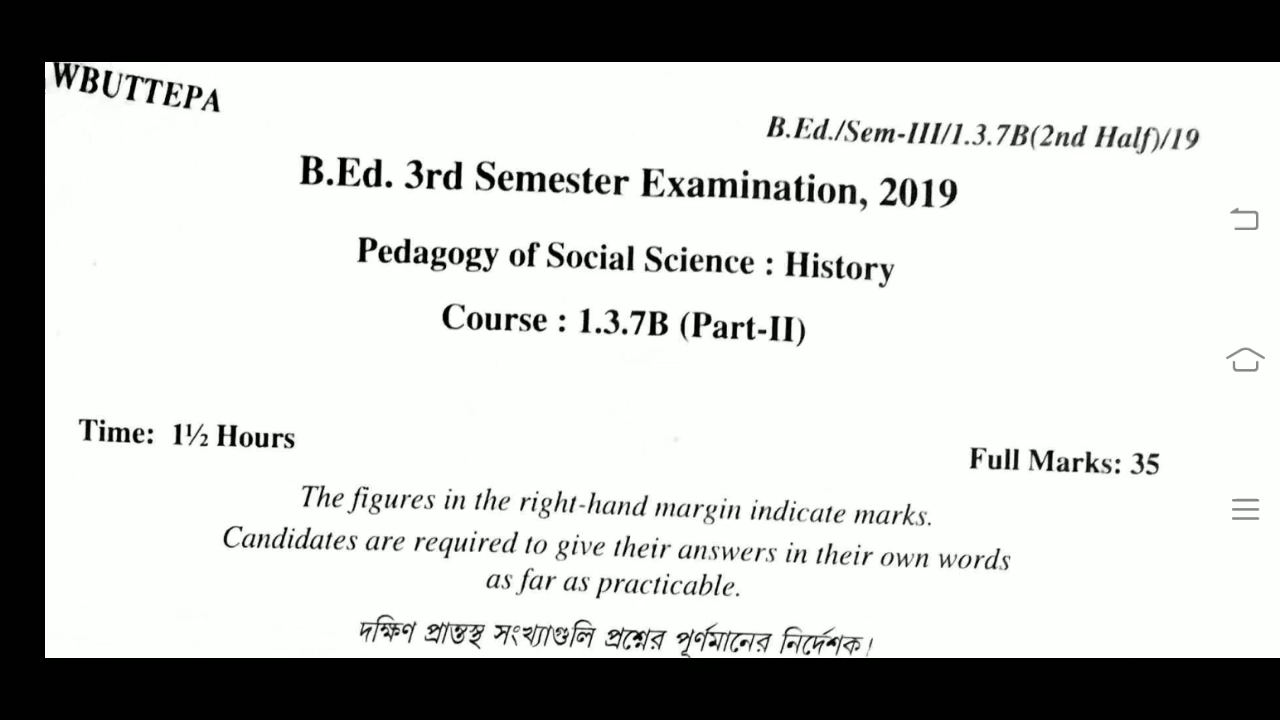 WBUTTEPA
B.Ed./Sem-III/1.3.7B(2nd Half)/19
B.Ed. 3rd Semester Examination, 2019
Pedagogy of Social Science : History
Course : 1.3.7B (Part-II)
Time: 1½ Hours
Full Marks: 35
The figures in the right-hand margin indicate marks.
Candidates are required to give their answers in their own words
as far as practicable.
দক্ষিণ প্রান্তস্থ সংখ্যাগুলি প্রশ্নের পূর্ণমানের নির্দেশক।